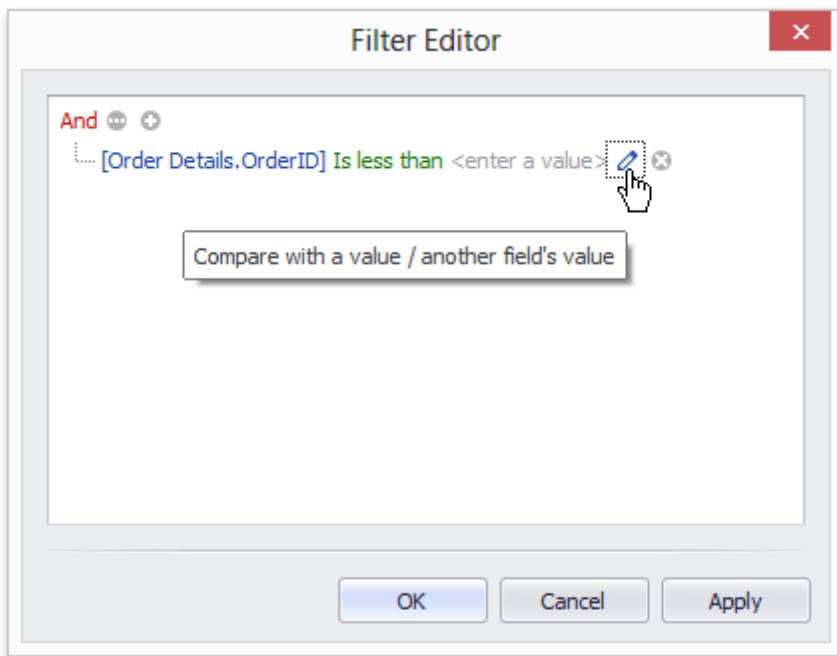 Filter Editor
And
[Order Details.OrderID] Is less than <enter a value>
Compare with a value / another field's value
OK Cancel Apply